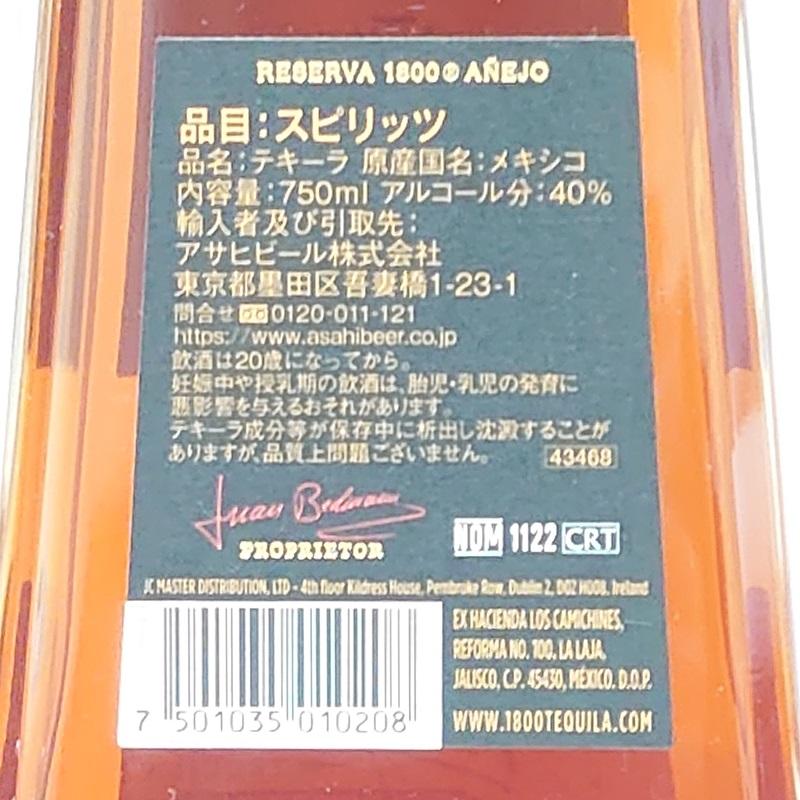 RESERVA 1800® AÑEJO
品目:スピリッツ
品名:テキーラ 原産国名:メキシコ
内容量:750ml アルコール分:40%
輸入者及び引取先:
アサヒビール株式会社
東京都墨田区吾妻橋1-23-1
問合せ 0120-011-121
https://www.asahibeer.co.jp
飲酒は20歳になってから。
妊娠中や授乳期の飲酒は、胎児・乳児の発育に
悪影響を与えるおそれがあります。
テキーラ成分等が保存中に析出し沈澱することが
ありますが、品質上問題ございません。 43468
Juan Beckmann
PROPRIETOR
NOM 1122 CRT
JC MASTER DISTRIBUTION, LTD - 4th floor Kildress House, Pembroke Row, Dublin 2, D02 H008, Ireland
EX HACIENDA LOS CAMICHINES,
REFORMA NO. 100, LA LAJA,
JALISCO, C.P. 45430, MÉXICO. D.O.P.
WWW.1800TEQUILA.COM
7 501035 010208